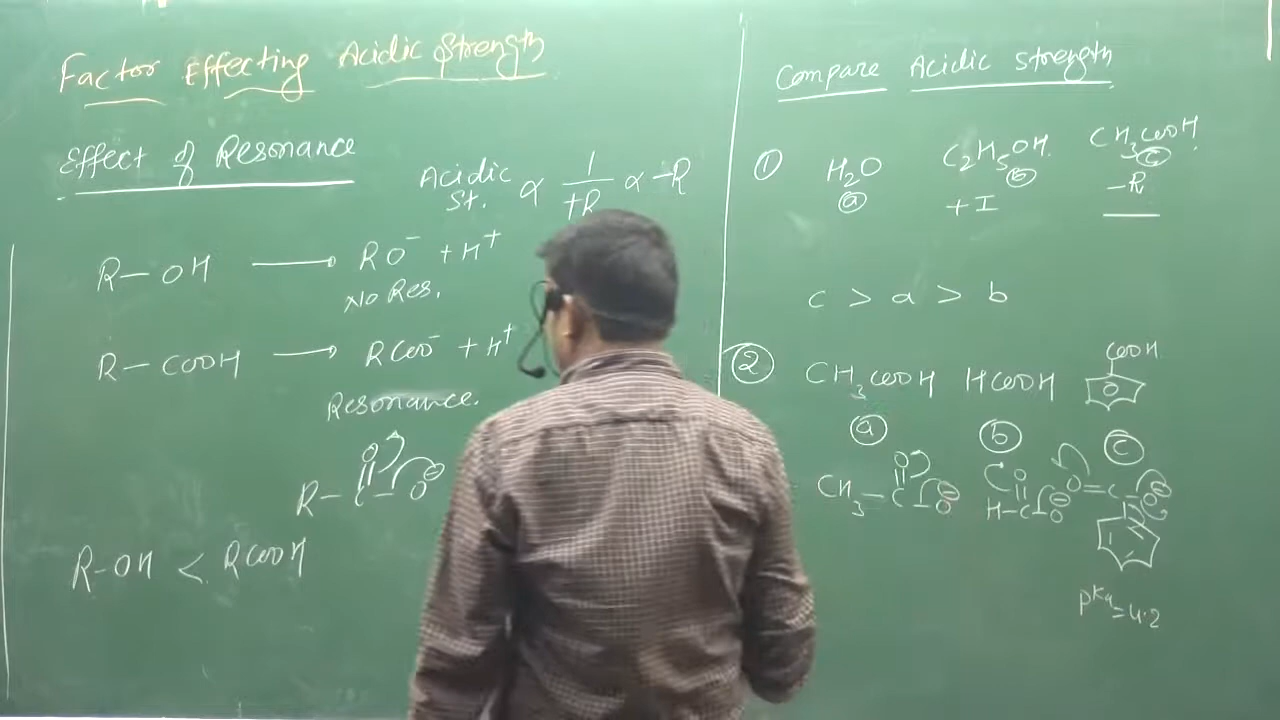 Factor Effecting Acidic Strength
Effect of Resonance
Acidic St. ∝ 1/+R ∝ -R
R-OH → RO⁻ + H⁺
No Res.
R-COOH → RCOO⁻ + H⁺
Resonance.
R-C O O⊖
R-OH < RCOOH
Compare Acidic Strength
① H₂O C₂H₅OH. CH₃COOH.
ⓐ ⓑ ⓒ
+I -R
c > a > b
② CH₃COOH HCOOH COOH
ⓐ ⓑ ⓒ
CH₃-C O O⊖ H-C O O⊖ O=C-O⊖
pKa=4.2